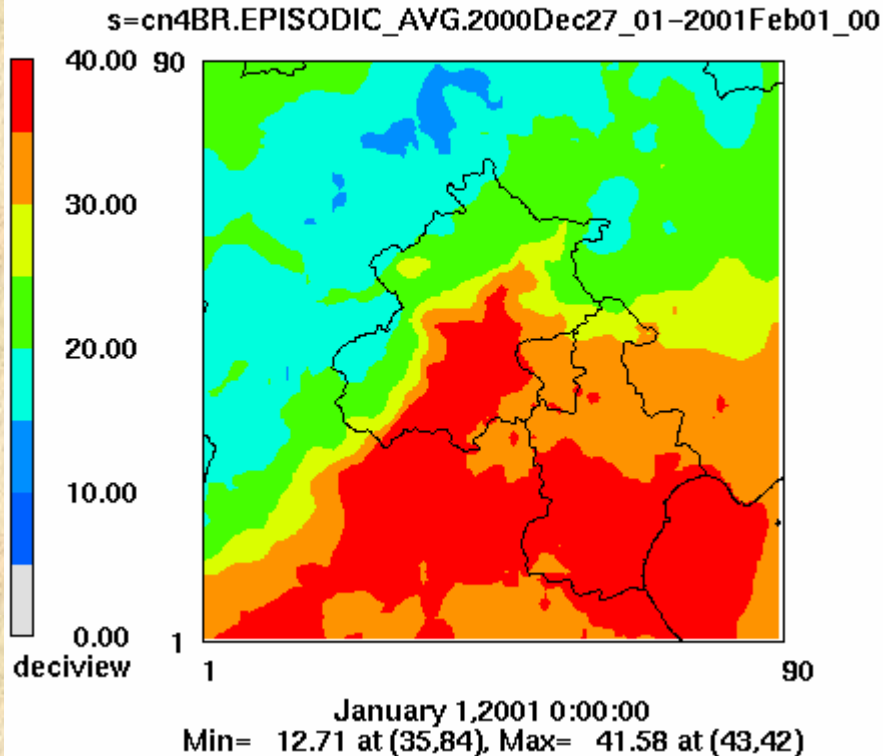 s=cn4BR.EPISODIC_AVG.2000Dec27_01-2001Feb01_00
40.00
90
30.00
20.00
10.00
0.00
1
deciview
1
90
January 1,2001 0:00:00
Min= 12.71 at (35,84), Max= 41.58 at (43,42)